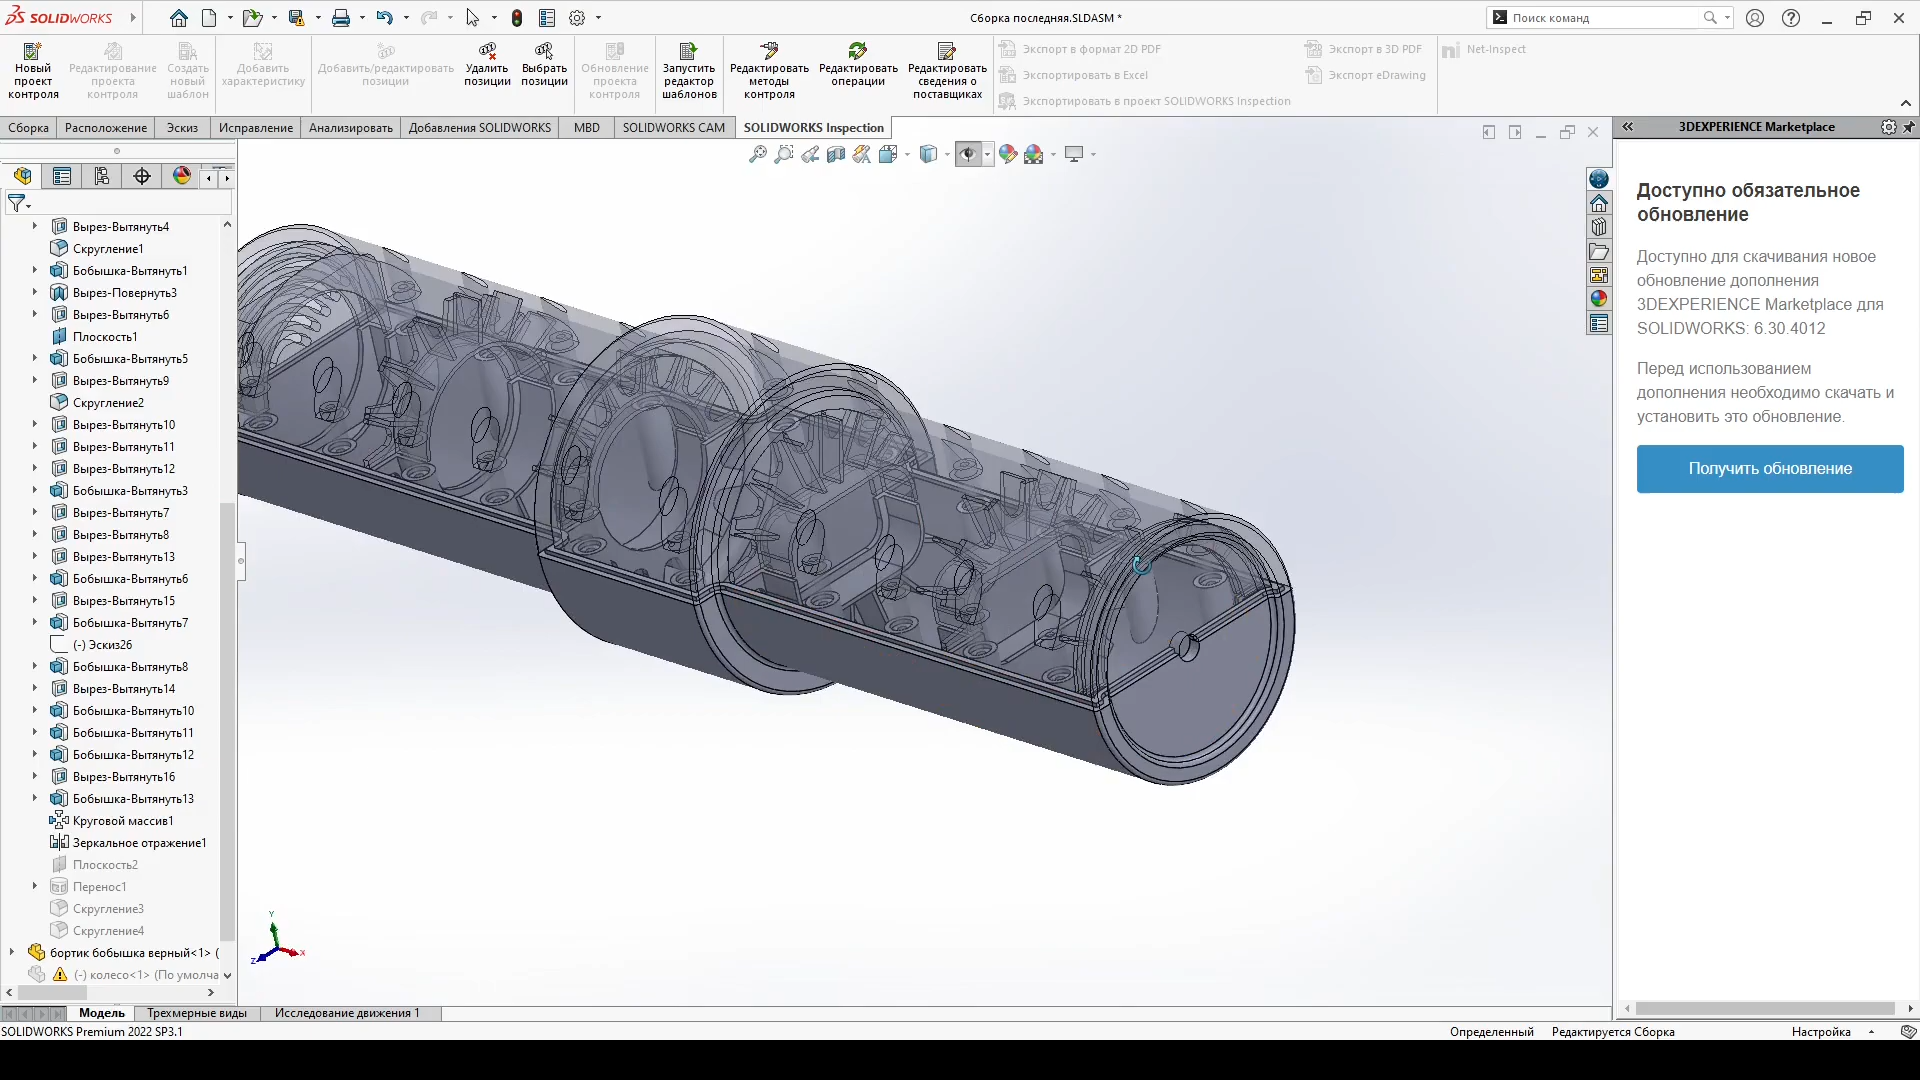 SOLIDWORKS
Сборка последняя.SLDASM *
Поиск команд
Новый проект контроля
Редактирование проекта контроля
Создать новый шаблон
Добавить характеристику
Добавить/редактировать позиции
Удалить позиции
Выбрать позиции
Обновление проекта контроля
Запустить редактор шаблонов
Редактировать методы контроля
Редактировать операции
Редактировать сведения о поставщиках
Экспорт в формат 2D PDF
Экспортировать в Excel
Экспортировать в проект SOLIDWORKS Inspection
Экспорт в 3D PDF
Экспорт eDrawing
Net-Inspect
Сборка
Расположение
Эскиз
Исправление
Анализировать
Добавления SOLIDWORKS
MBD
SOLIDWORKS CAM
SOLIDWORKS Inspection
3DEXPERIENCE Marketplace
Вырез-Вытянуть4
Скругление1
Бобышка-Вытянуть1
Вырез-Повернуть3
Вырез-Вытянуть6
Плоскость1
Бобышка-Вытянуть5
Вырез-Вытянуть9
Скругление2
Вырез-Вытянуть10
Вырез-Вытянуть11
Вырез-Вытянуть12
Бобышка-Вытянуть3
Вырез-Вытянуть7
Вырез-Вытянуть8
Вырез-Вытянуть13
Бобышка-Вытянуть6
Вырез-Вытянуть15
Бобышка-Вытянуть7
(-) Эскиз26
Бобышка-Вытянуть8
Вырез-Вытянуть14
Бобышка-Вытянуть10
Бобышка-Вытянуть11
Бобышка-Вытянуть12
Вырез-Вытянуть16
Бобышка-Вытянуть13
Круговой массив1
Зеркальное отражение1
Плоскость2
Перенос1
Скругление3
Скругление4
бортик бобышка верный<1> (
(-) колесо<1> (По умолча
Y
X
Z
Доступно обязательное
обновление
Доступно для скачивания новое
обновление дополнения
3DEXPERIENCE Marketplace для
SOLIDWORKS: 6.30.4012
Перед использованием
дополнения необходимо скачать и
установить это обновление.
Получить обновление
Модель
Трехмерные виды
Исследование движения 1
SOLIDWORKS Premium 2022 SP3.1
Определенный
Редактируется Сборка
Настройка